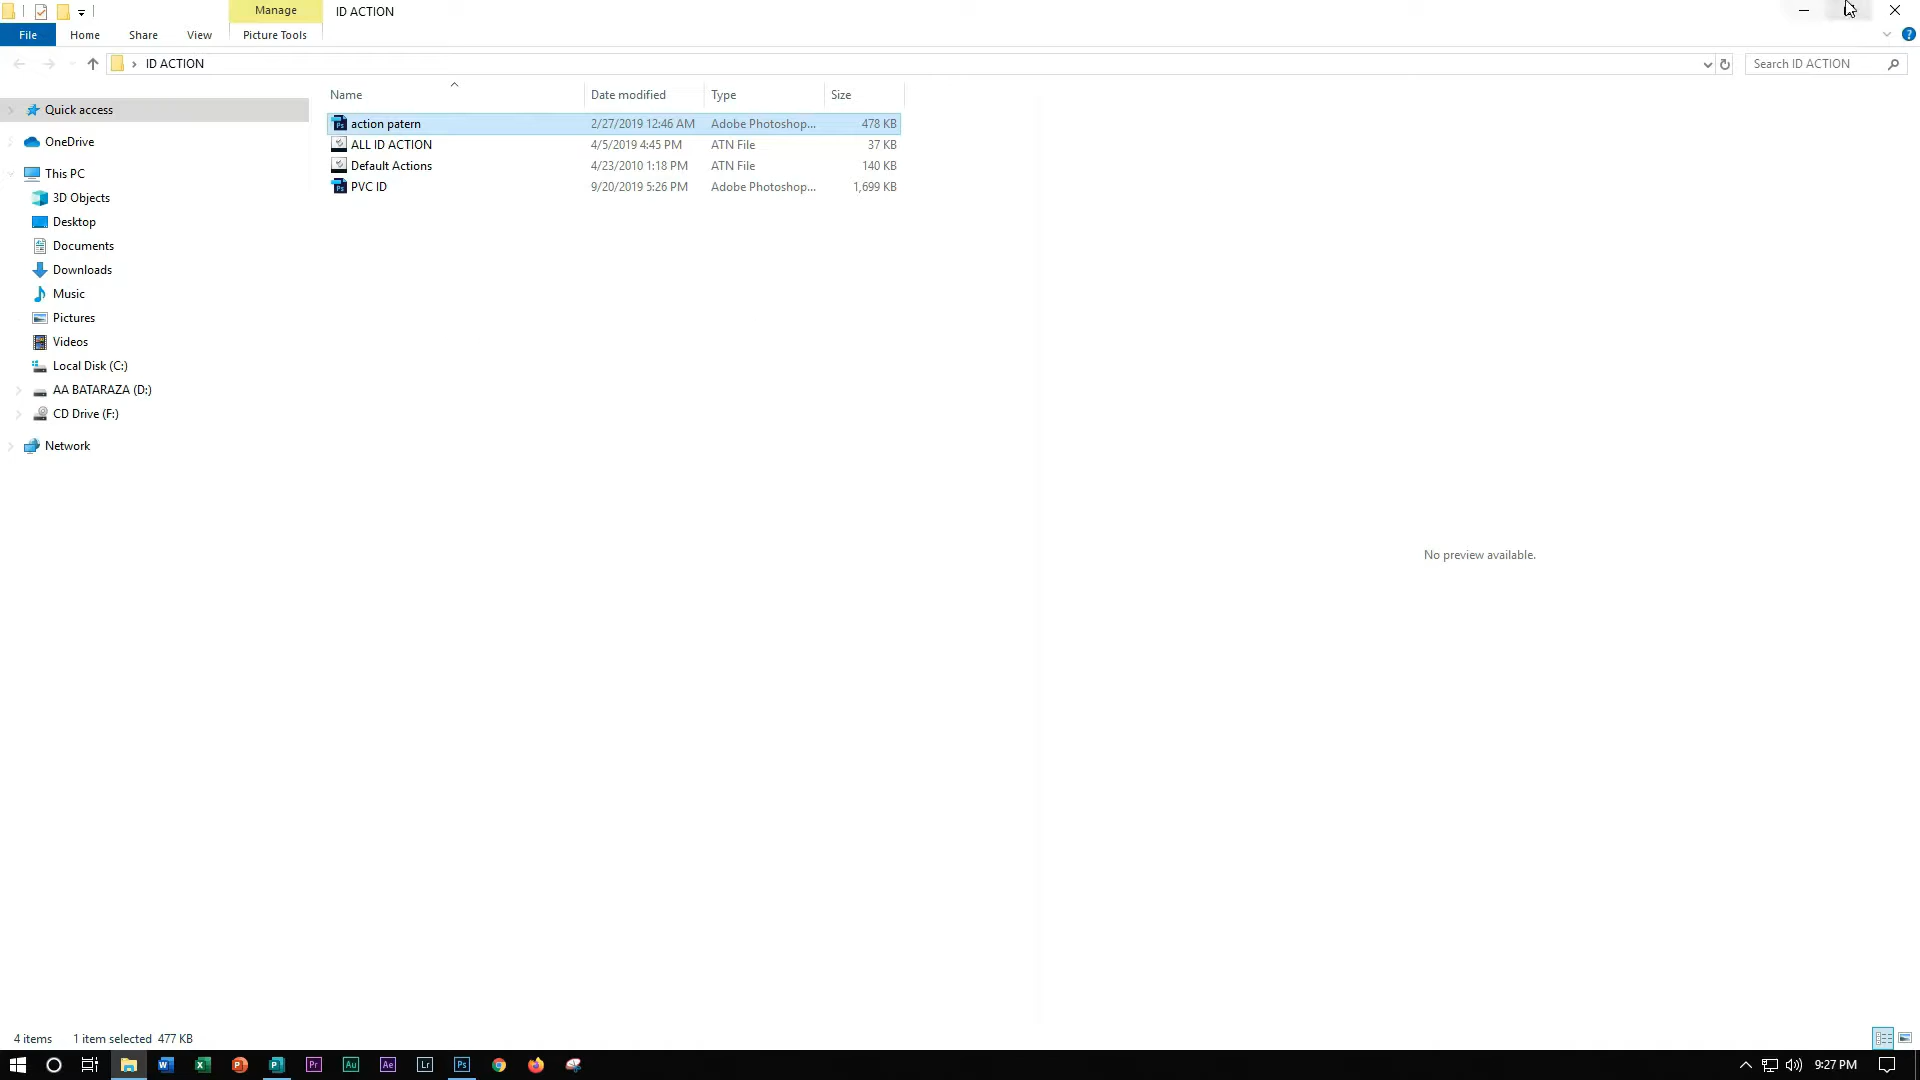 Manage
ID ACTION
File
Home
Share
View
Picture Tools
ID ACTION
Search ID ACTION
Name
Date modified
Type
Size
Quick access
OneDrive
This PC
3D Objects
Desktop
Documents
Downloads
Music
Pictures
Videos
Local Disk (C:)
AA BATARAZA (D:)
CD Drive (F:)
Network
action patern 2/27/2019 12:46 AM Adobe Photoshop... 478 KB
ALL ID ACTION 4/5/2019 4:45 PM ATN File 37 KB
Default Actions 4/23/2010 1:18 PM ATN File 140 KB
PVC ID 9/20/2019 5:26 PM Adobe Photoshop... 1,699 KB
No preview available.
4 items 1 item selected 477 KB
W
X
P
P
Pr
Au
Ae
Lr
Ps
9:27 PM